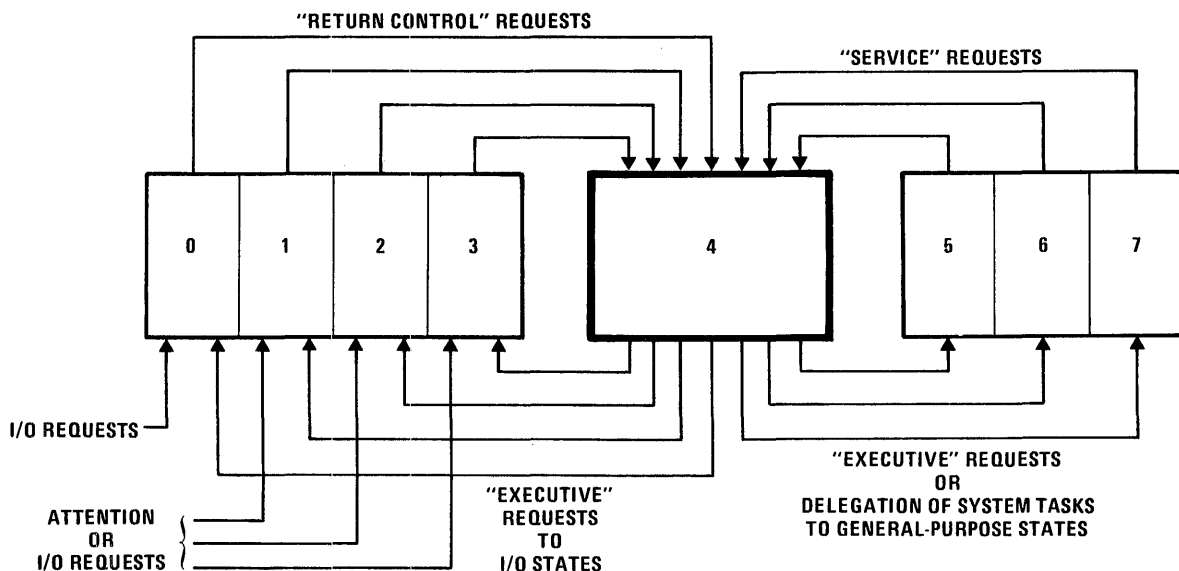 "RETURN CONTROL" REQUESTS
"SERVICE" REQUESTS
0
1
2
3
4
5
6
7
I/O REQUESTS
ATTENTION
OR
I/O REQUESTS
"EXECUTIVE"
REQUESTS
TO
I/O STATES
"EXECUTIVE" REQUESTS
OR
DELEGATION OF SYSTEM TASKS
TO GENERAL-PURPOSE STATES